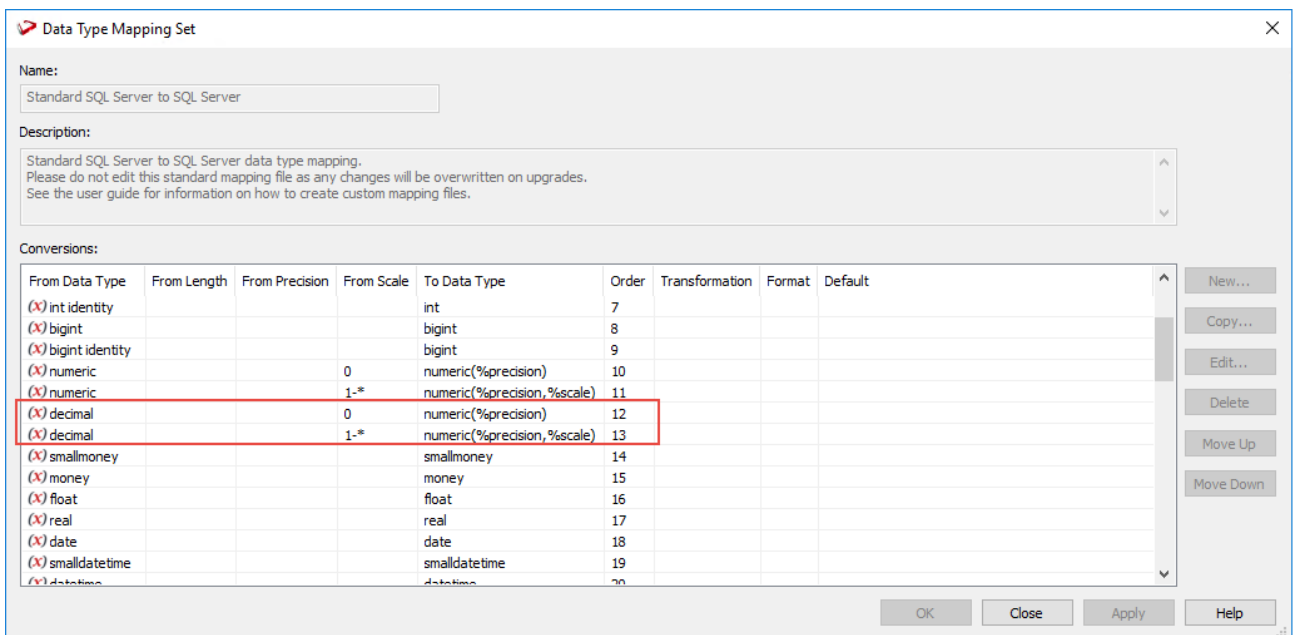 Data Type Mapping Set
Name:
Standard SQL Server to SQL Server
Description:
Standard SQL Server to SQL Server data type mapping.
Please do not edit this standard mapping file as any changes will be overwritten on upgrades.
See the user guide for information on how to create custom mapping files.
Conversions:
From Data Type From Length From Precision From Scale To Data Type Order Transformation Format Default
(x) int identity int 7
(x) bigint bigint 8
(x) bigint identity bigint 9
(x) numeric 0 numeric(%precision) 10
(x) numeric 1-* numeric(%precision,%scale) 11
(x) decimal 0 numeric(%precision) 12
(x) decimal 1-* numeric(%precision,%scale) 13
(x) smallmoney smallmoney 14
(x) money money 15
(x) float float 16
(x) real real 17
(x) date date 18
(x) smalldatetime smalldatetime 19
(x) datetime datetime 20
New...
Copy...
Edit...
Delete
Move Up
Move Down
OK Close Apply Help